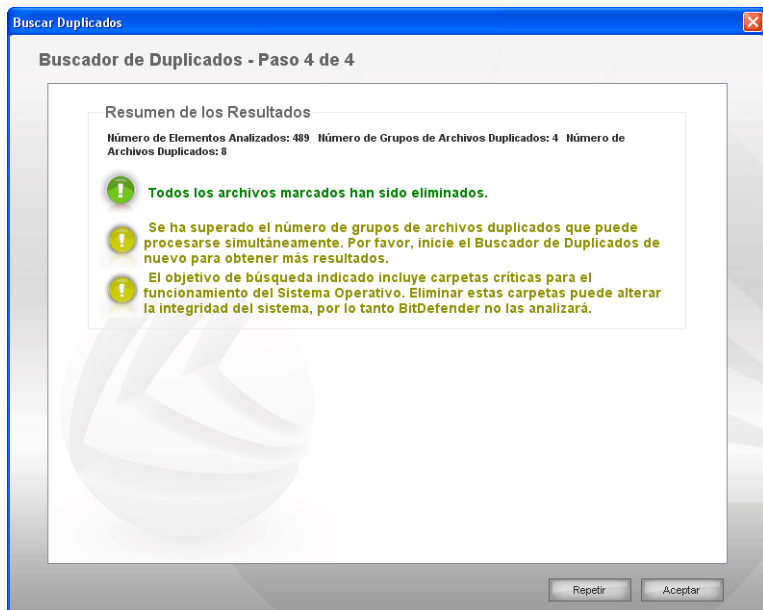 Buscar Duplicados
Buscador de Duplicados - Paso 4 de 4
Resumen de los Resultados
Número de Elementos Analizados: 489 Número de Grupos de Archivos Duplicados: 4 Número de
Archivos Duplicados: 8
Todos los archivos marcados han sido eliminados.
Se ha superado el número de grupos de archivos duplicados que puede
procesarse simultáneamente. Por favor, inicie el Buscador de Duplicados de
nuevo para obtener más resultados.
El objetivo de búsqueda indicado incluye carpetas críticas para el
funcionamiento del Sistema Operativo. Eliminar estas carpetas puede alterar
la integridad del sistema, por lo tanto BitDefender no las analizará.
Repetir
Aceptar